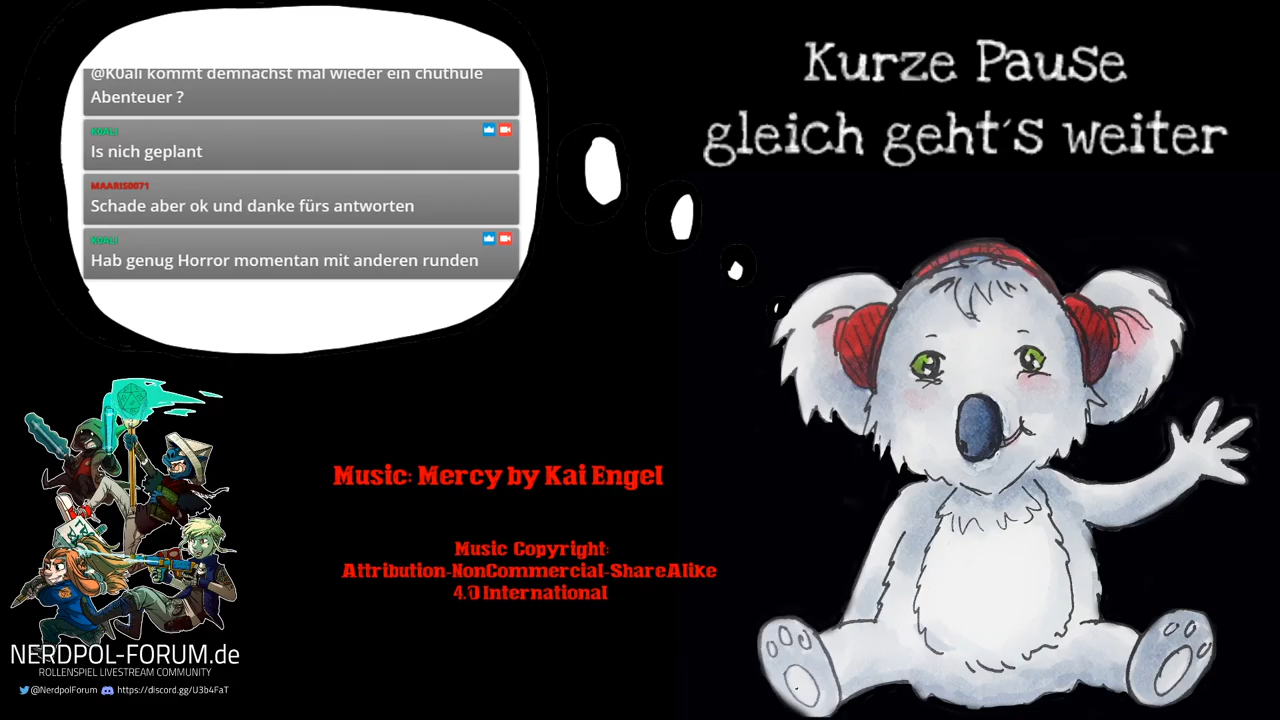 @K0ali kommt demnächst mal wieder ein chuthule
Abenteuer ?
K0ALI
Is nich geplant
MAARIS0071
Schade aber ok und danke fürs antworten
K0ALI
Hab genug Horror momentan mit anderen runden
Kurze Pause
gleich geht's weiter
Music: Mercy by Kai Engel
Music Copyright:
Attribution-NonCommercial-ShareAlike
4.0 International
NERDPOL-FORUM.de
ROLLENSPIEL LIVESTREAM COMMUNITY
@NerdpolForum https://discord.gg/U3b4FaT